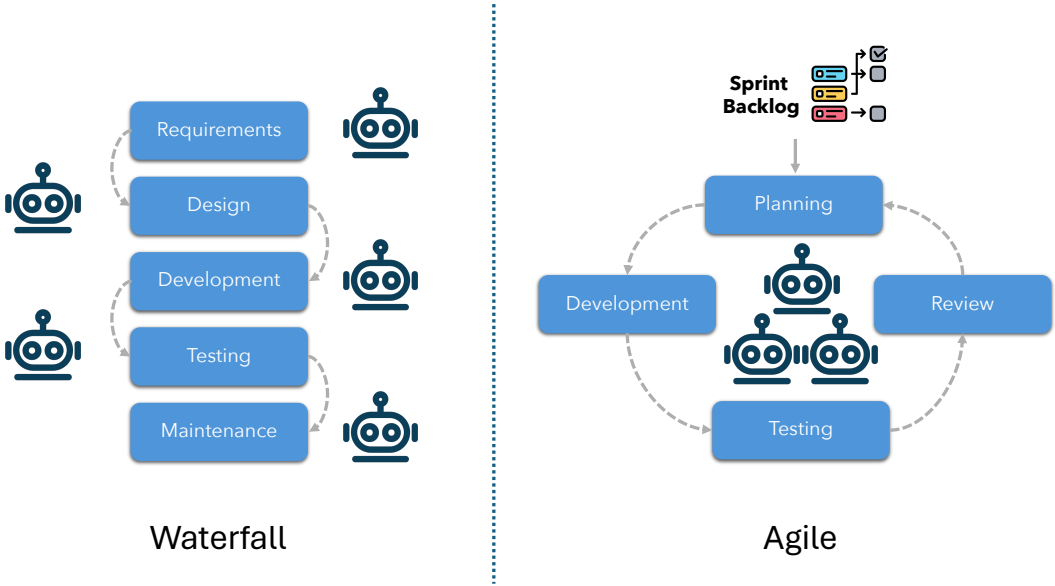 Requirements
Design
Development
Testing
Maintenance
Waterfall
Sprint
Backlog
Planning
Development
Review
Testing
Agile